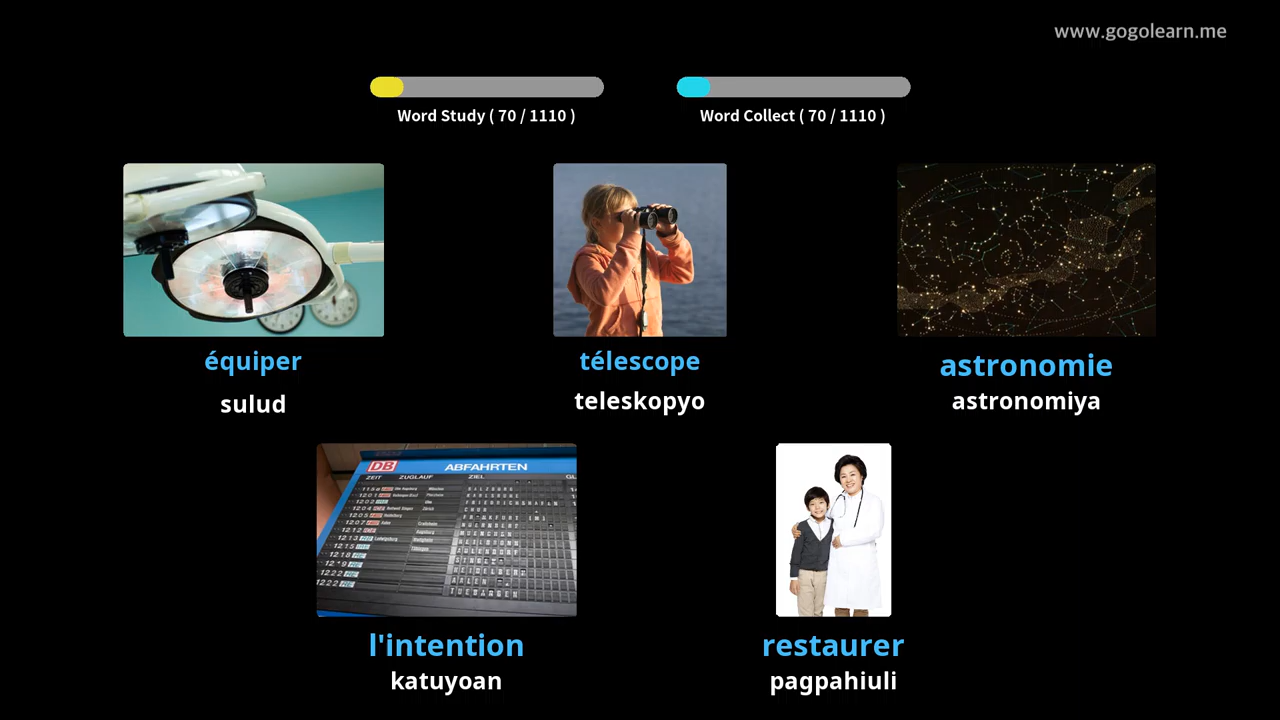 www.gogolearn.me
Word Study ( 70 / 1110 )
Word Collect ( 70 / 1110 )
équiper
sulud
télescope
teleskopyo
astronomie
astronomiya
DB
ABFAHRTEN
ZEIT ZUGLAUF ZIEL
l'intention
katuyoan
restaurer
pagpahiuli